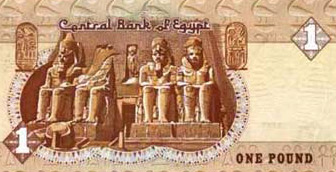 Central Bank of Egypt
1
1
ONE POUND